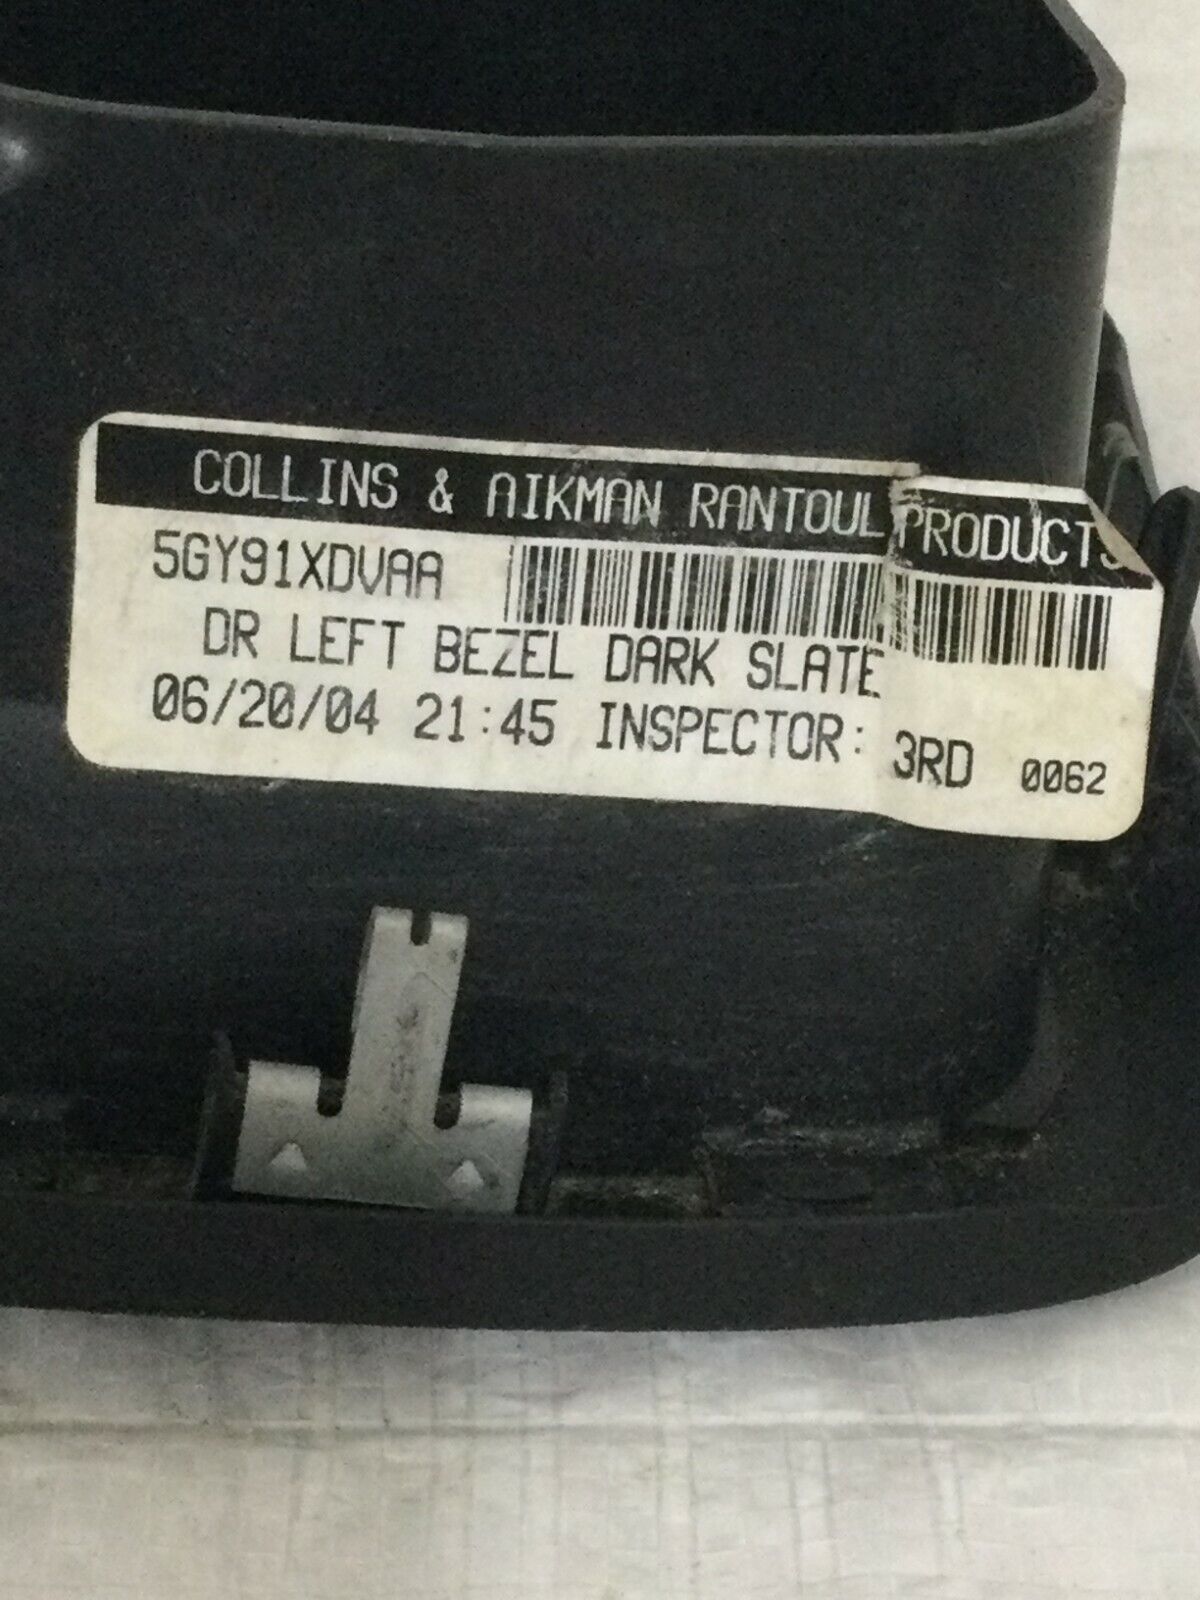 COLLINS & AIKMAN RANTOUL PRODUCTS
5GY91XDVAA
DR LEFT BEZEL DARK SLATE
06/20/04 21:45 INSPECTOR: 3RD 0062